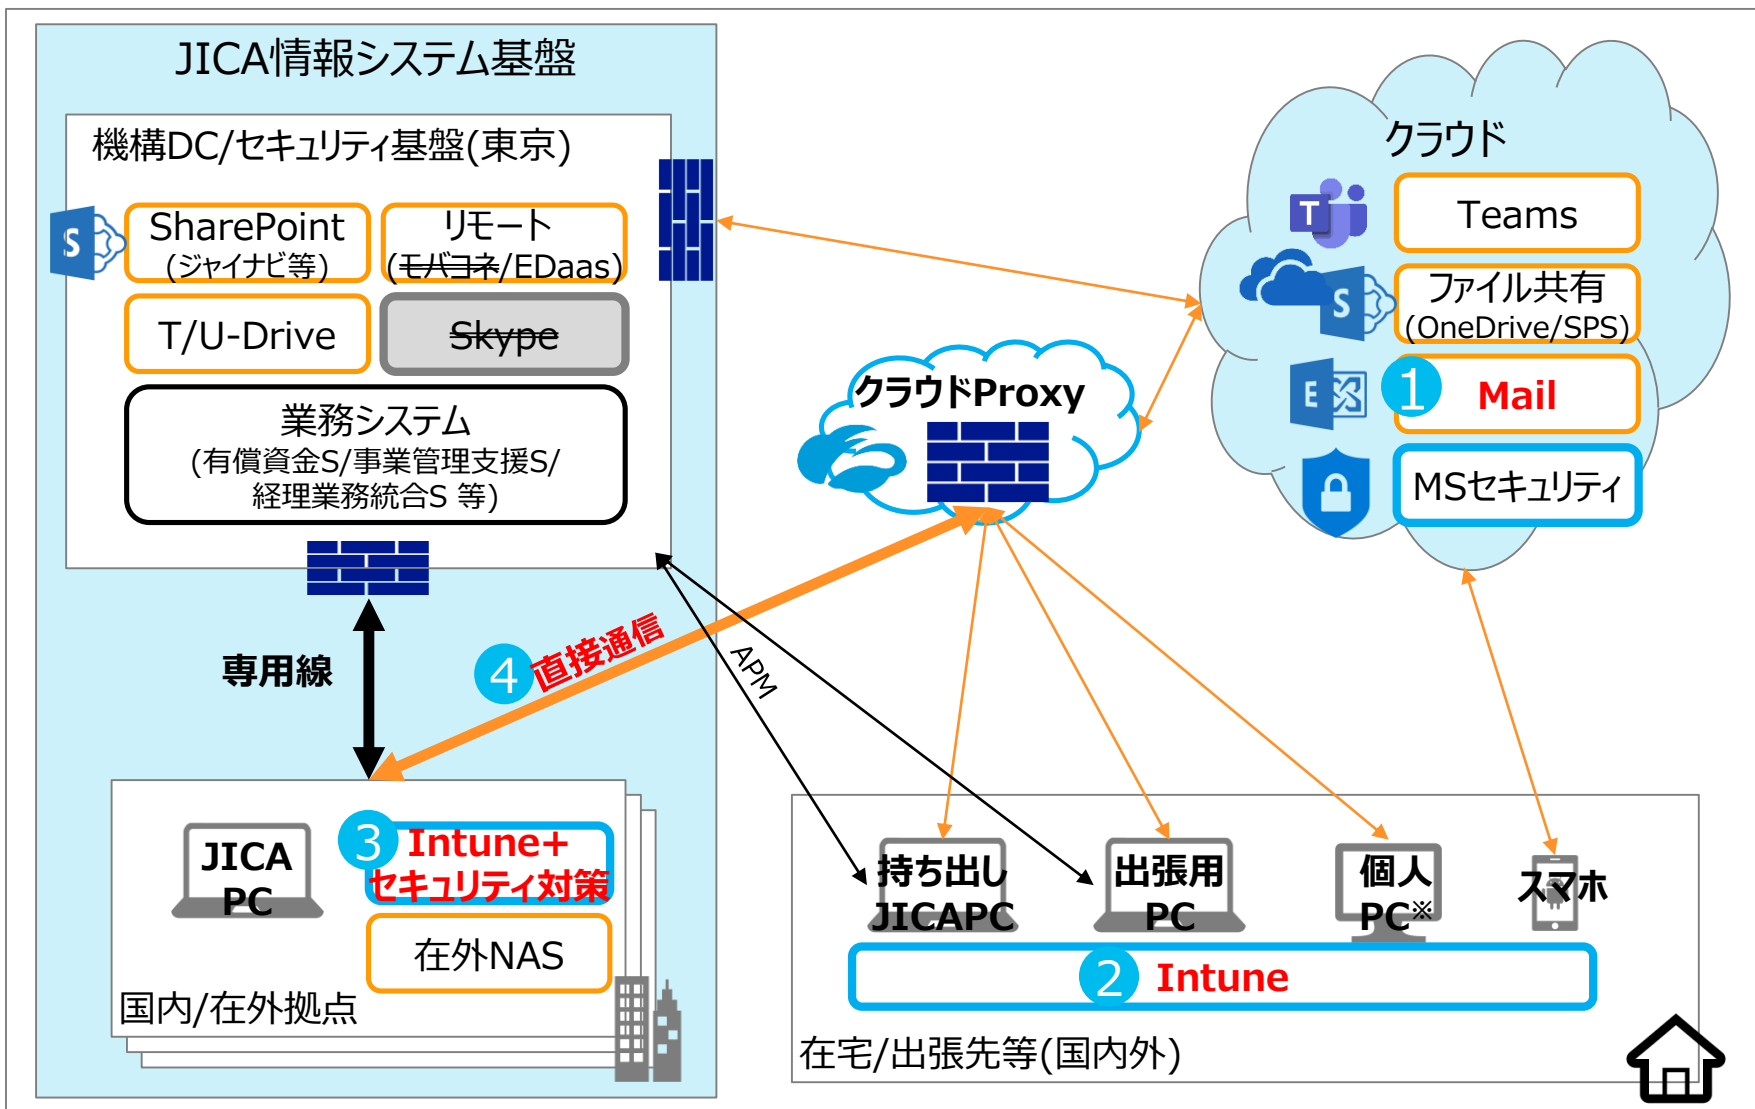 JICA情報システム基盤
機構DC/セキュリティ基盤(東京)
S
SharePoint
(ジャイナビ等)
リモート
(モバコネ/EDaas)
T/U-Drive
Skype
業務システム
(有償資金S/事業管理支援S/
経理業務統合S 等)
専用線
4
直接通信
APM
クラウドProxy
クラウド
T
Teams
S
ファイル共有
(OneDrive/SPS)
E
1
Mail
MSセキュリティ
JICA
PC
3
Intune+
セキュリティ対策
在外NAS
国内/在外拠点
持ち出し
JICAPC
出張用
PC
個人
PC※
スマホ
2
Intune
在宅/出張先等(国内外)